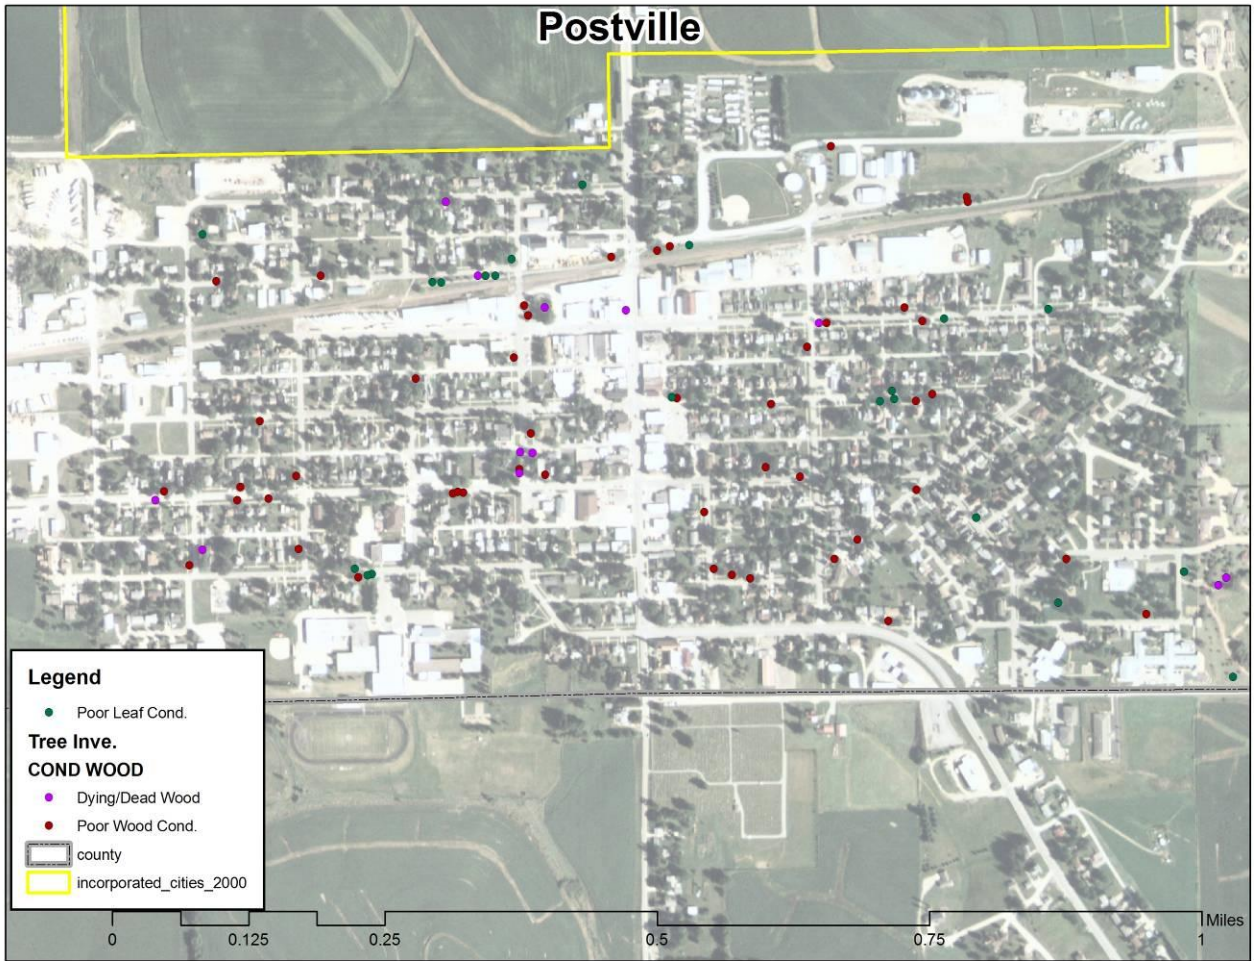 Postville
Legend
Poor Leaf Cond.
Tree Inve.
COND WOOD
Dying/Dead Wood
Poor Wood Cond.
county
incorporated_cities_2000
Miles
0 0.125 0.25 0.5 0.75 1